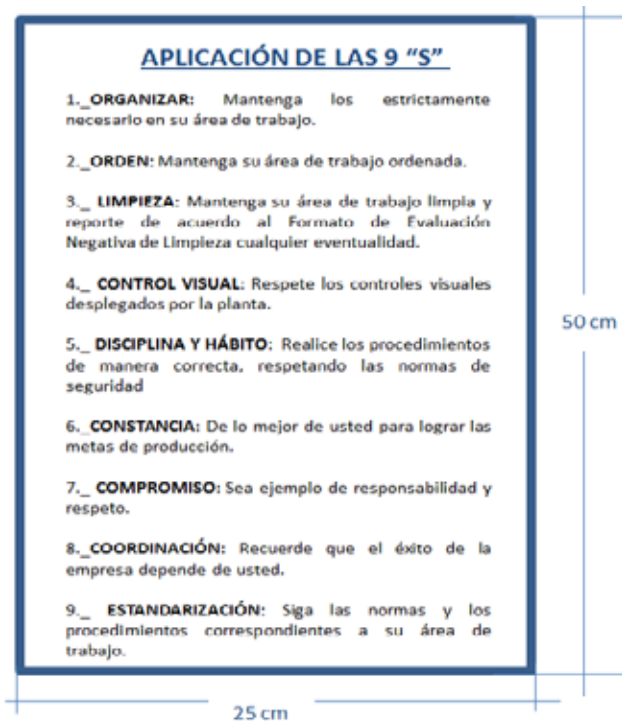 APLICACIÓN DE LAS 9 “S”
1._ORGANIZAR: Mantenga los estrictamente
necesario en su área de trabajo.
2._ORDEN: Mantenga su área de trabajo ordenada.
3._ LIMPIEZA: Mantenga su área de trabajo limpia y
reporte de acuerdo al Formato de Evaluación
Negativa de Limpieza cualquier eventualidad.
4._ CONTROL VISUAL: Respete los controles visuales
desplegados por la planta.
5._ DISCIPLINA Y HÁBITO: Realice los procedimientos
de manera correcta, respetando las normas de
seguridad
6._CONSTANCIA: De lo mejor de usted para lograr las
metas de producción.
7._ COMPROMISO: Sea ejemplo de responsabilidad y
respeto.
8._COORDINACIÓN: Recuerde que el éxito de la
empresa depende de usted.
9._ ESTANDARIZACIÓN: Siga las normas y los
procedimientos correspondientes a su área de
trabajo.
50 cm
25 cm